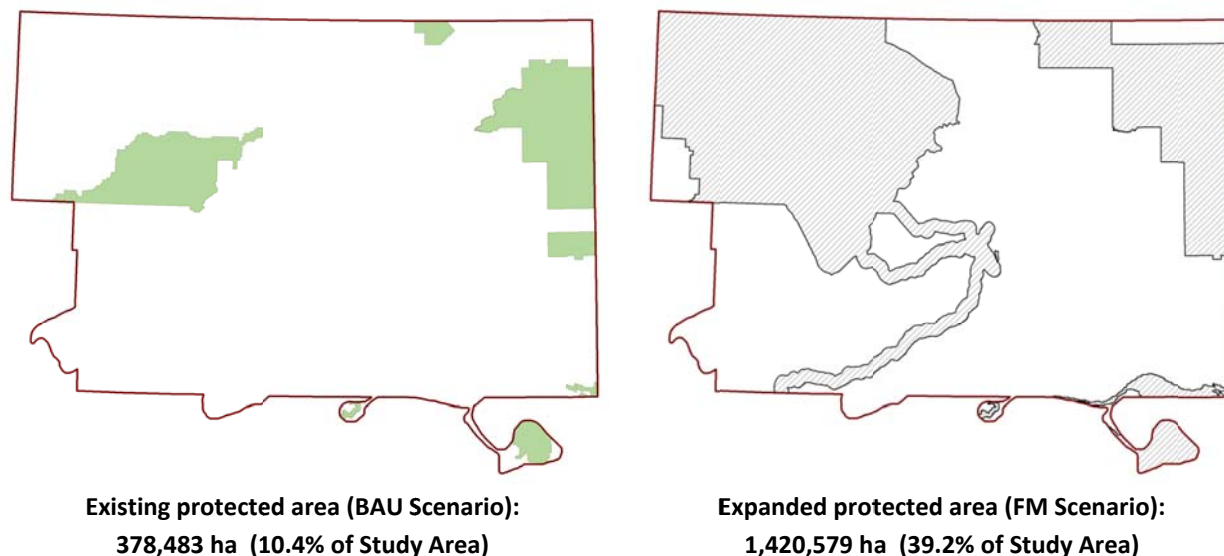 Existing protected area (BAU Scenario):
378,483 ha  (10.4% of Study Area)
Expanded protected area (FM Scenario):
1,420,579 ha  (39.2% of Study Area)